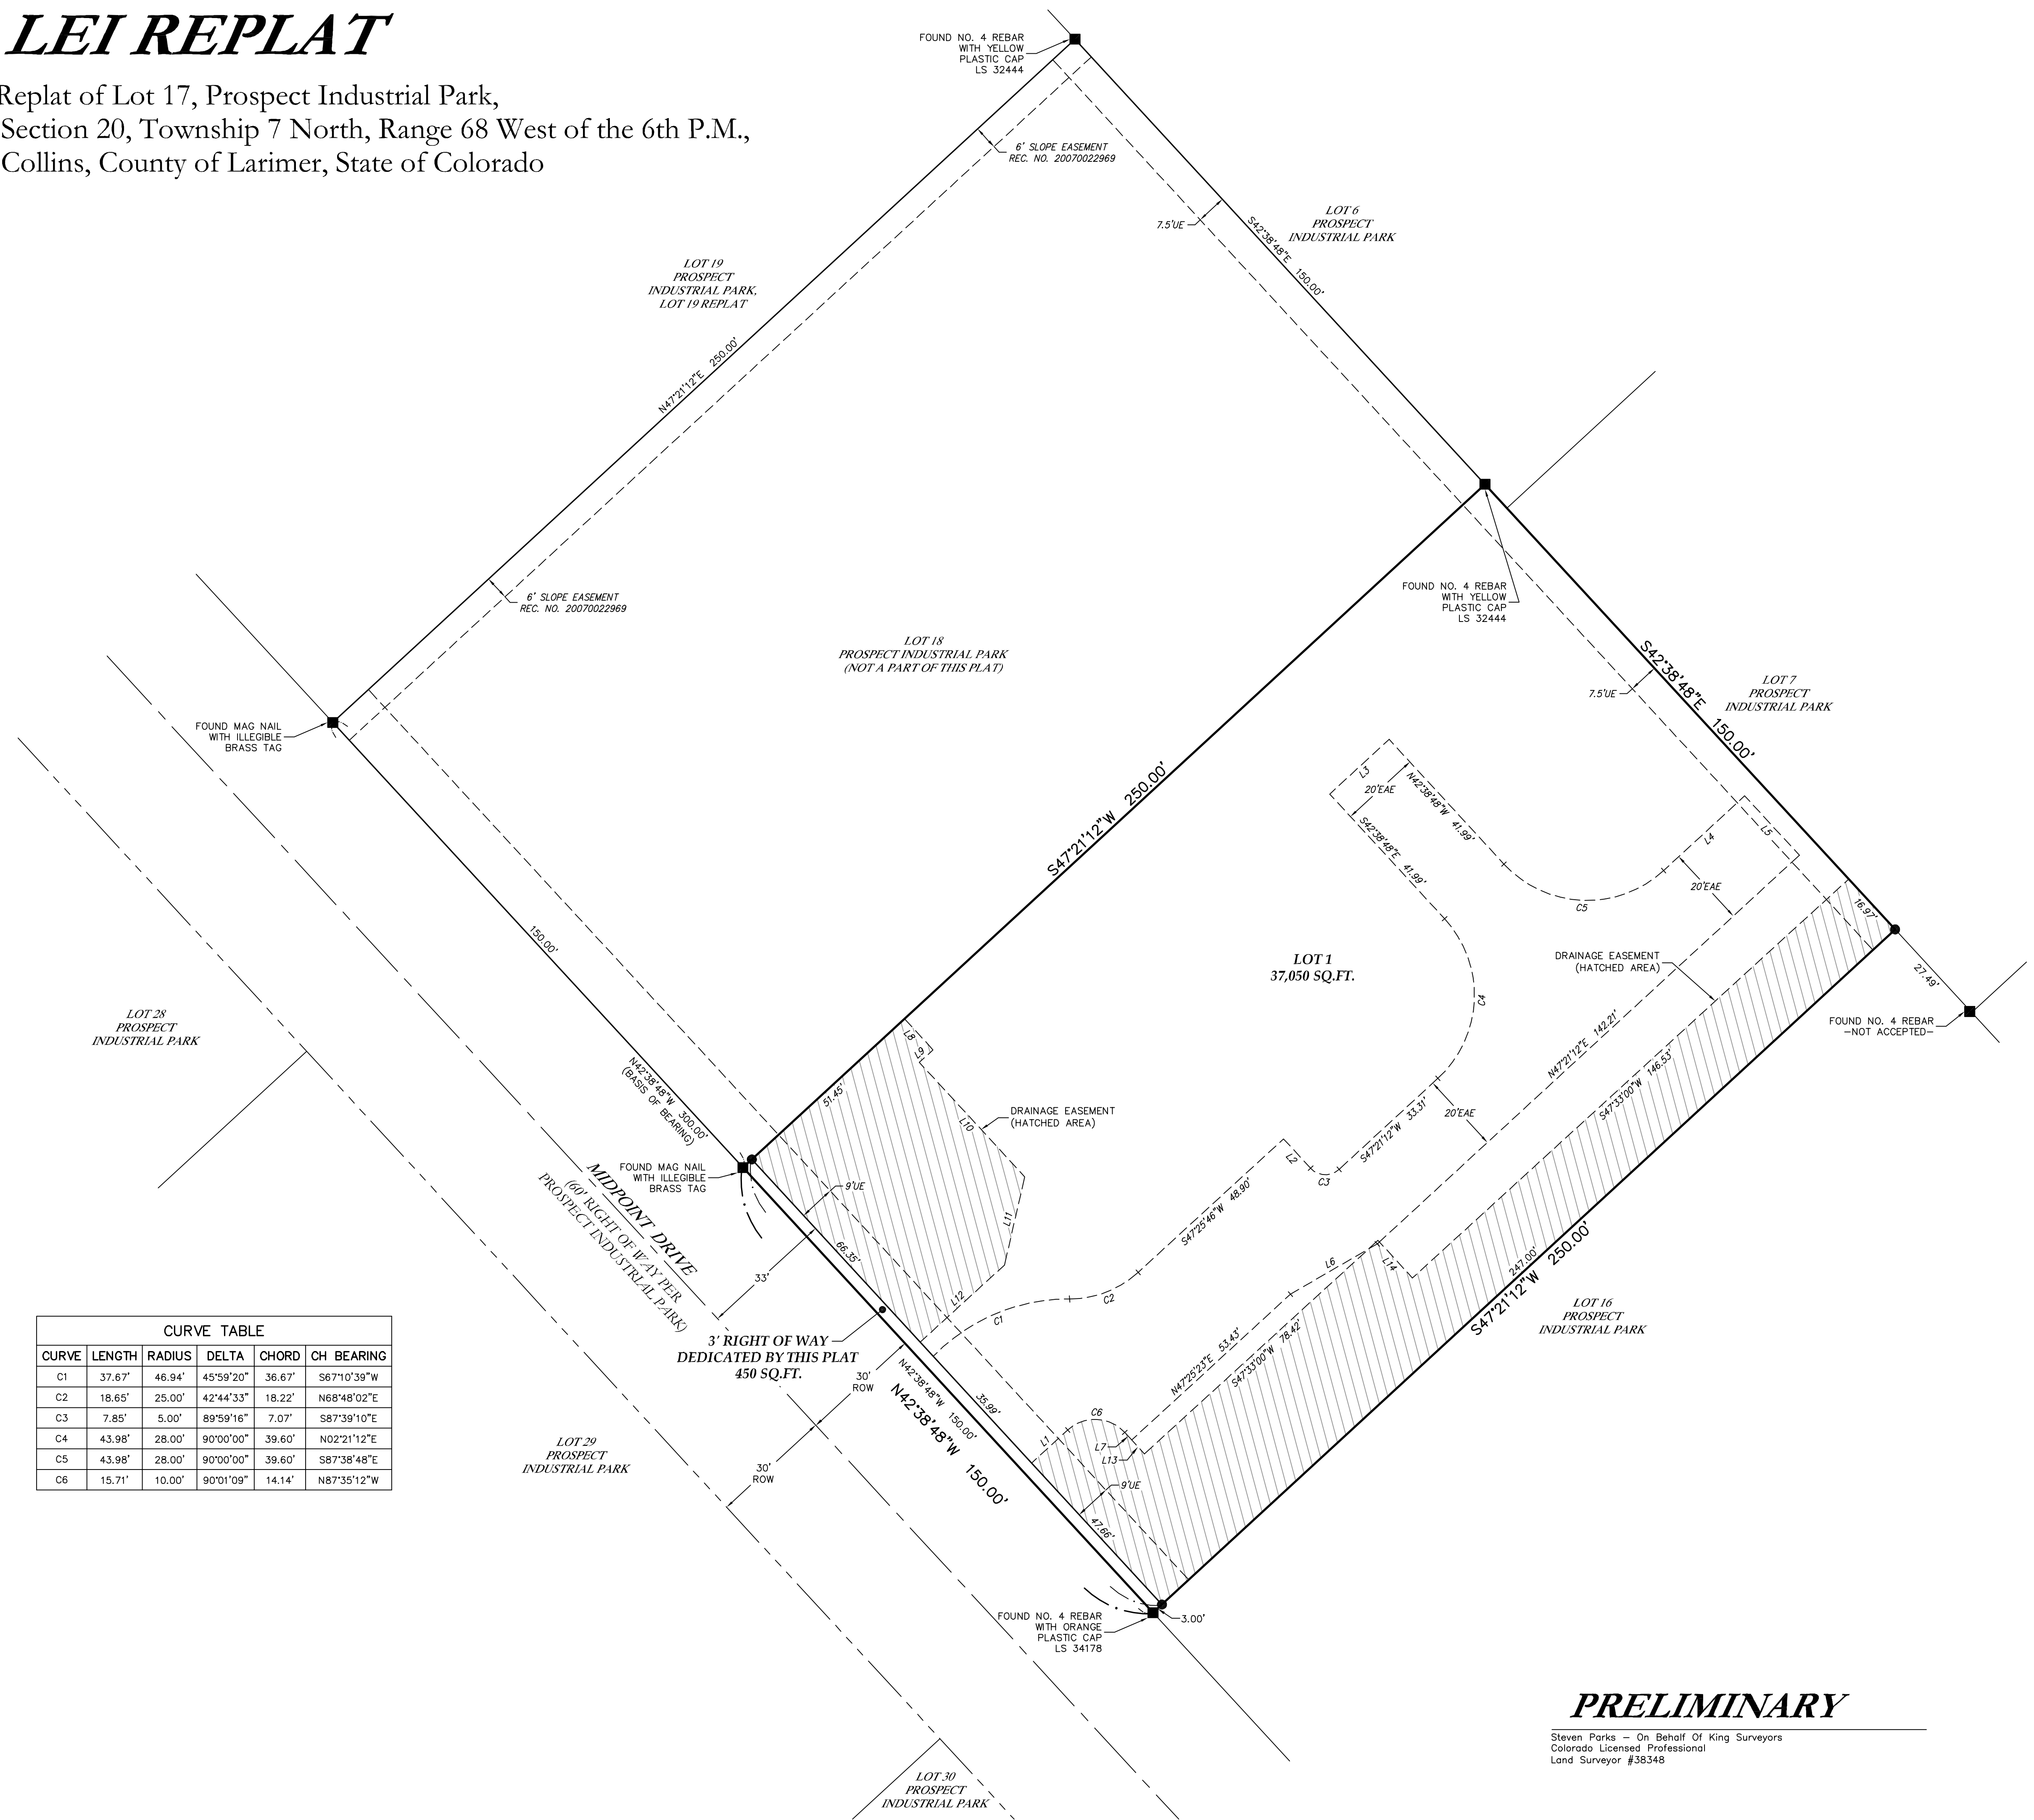 LEI REPLAT
Replat of Lot 17, Prospect Industrial Park,
Section 20, Township 7 North, Range 68 West of the 6th P.M.,
Collins, County of Larimer, State of Colorado
FOUND NO. 4 REBAR
WITH YELLOW
PLASTIC CAP
LS 32444
6' SLOPE EASEMENT
REC. NO. 20070022969
7.5'UE
S42°38'48"E 150.00'
LOT 6
PROSPECT
INDUSTRIAL PARK
LOT 19
PROSPECT
INDUSTRIAL PARK,
LOT 19 REPLAT
N47°21'12"E 250.00'
6' SLOPE EASEMENT
REC. NO. 20070022969
FOUND NO. 4 REBAR
WITH YELLOW
PLASTIC CAP
LS 32444
LOT 18
PROSPECT INDUSTRIAL PARK
(NOT A PART OF THIS PLAT)
S42°38'48"E 150.00'
7.5'UE
LOT 7
PROSPECT
INDUSTRIAL PARK
FOUND MAG NAIL
WITH ILLEGIBLE
BRASS TAG
S47°21'12"W 250.00'
L3
20'EAE
N42°38'48"W 41.99'
S42°38'48"E 41.99'
L4
L5
20'EAE
C5
16.97'
150.00'
LOT 1
37,050 SQ.FT.
DRAINAGE EASEMENT
(HATCHED AREA)
27.49'
C4
FOUND NO. 4 REBAR
-NOT ACCEPTED-
LOT 28
PROSPECT
INDUSTRIAL PARK
L8
L9
51.45'
N42°38'48"W 300.00'
(BASIS OF BEARING)
L10
DRAINAGE EASEMENT
(HATCHED AREA)
N47°21'12"E 142.21'
S47°33'00"W 146.53'
20'EAE
S47°21'12"W 33.31'
L2
C3
FOUND MAG NAIL
WITH ILLEGIBLE
BRASS TAG
MIDPOINT DRIVE
(60' RIGHT OF WAY PER
PROSPECT INDUSTRIAL PARK)
9'UE
L11
S47°25'46"W 48.90'
66.35'
33'
L6
L14
247.00'
S47°21'12"W 250.00'
L12
C1
C2
LOT 16
PROSPECT
INDUSTRIAL PARK
3' RIGHT OF WAY
DEDICATED BY THIS PLAT
450 SQ.FT.
30'
ROW
N42°38'48"W 150.00'
N42°38'48"W 150.00'
35.99'
N47°25'23"E 53.43'
S47°33'00"W 78.42'
C6
L1
L7
L13
LOT 29
PROSPECT
INDUSTRIAL PARK
30'
ROW
9'UE
47.66'
FOUND NO. 4 REBAR
WITH ORANGE
PLASTIC CAP
LS 34178
3.00'
CURVE TABLE
CURVE LENGTH RADIUS DELTA CHORD CH BEARING
C1 37.67' 46.94' 45°59'20" 36.67' S67°10'39"W
C2 18.65' 25.00' 42°44'33" 18.22' N68°48'02"E
C3 7.85' 5.00' 89°59'16" 7.07' S87°39'10"E
C4 43.98' 28.00' 90°00'00" 39.60' N02°21'12"E
C5 43.98' 28.00' 90°00'00" 39.60' S87°38'48"E
C6 15.71' 10.00' 90°01'09" 14.14' N87°35'12"W
PRELIMINARY
Steven Parks – On Behalf Of King Surveyors
Colorado Licensed Professional
Land Surveyor #38348
LOT 30
PROSPECT
INDUSTRIAL PARK